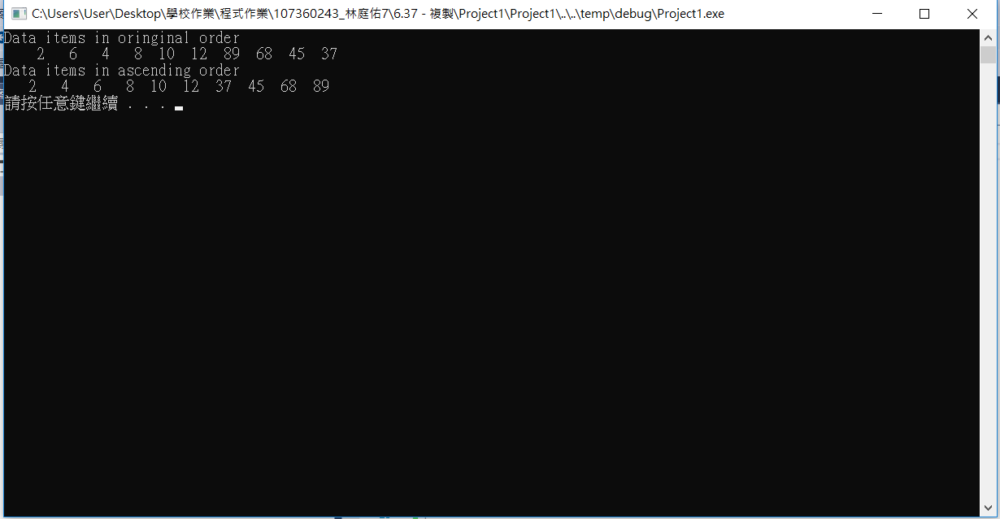 C:\Users\User\Desktop\學校作業\程式作業\107360243_林庭佑7\6.37 - 複製\Project1\Project1\..\..\temp\debug\Project1.exe
Data items in oringinal order
    2   6   4   8  10  12  89  68  45  37
Data items in ascending order
   2   4   6   8  10  12  37  45  68  89
請按任意鍵繼續 . . .